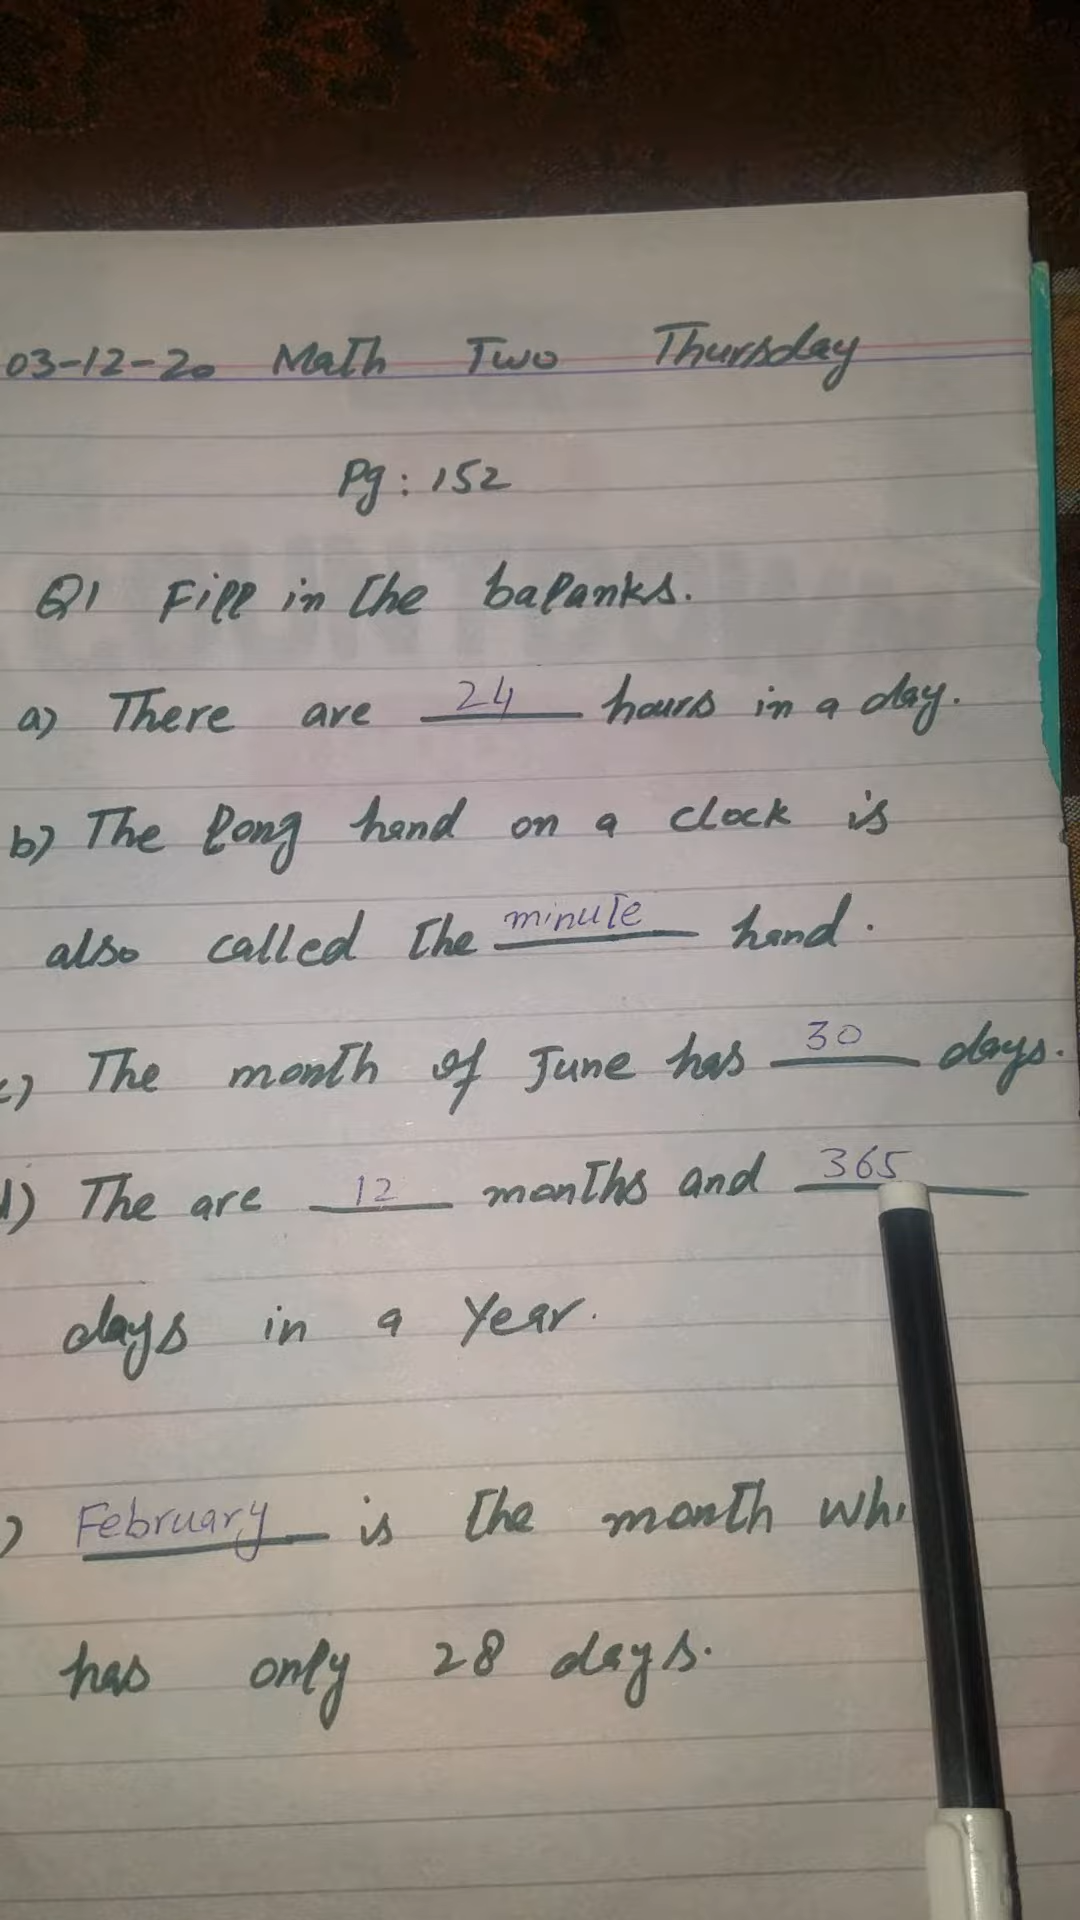 03-12-20 Math Two Thursday
Pg: 152
Q1 Fill in the balanks.
a) There are 24 hours in a day.
b) The long hand on a clock is
also called the minute hand.
c) The month of June has 30 days.
d) The are 12 months and 365
days in a Year.
) February is the month whi
has only 28 days.